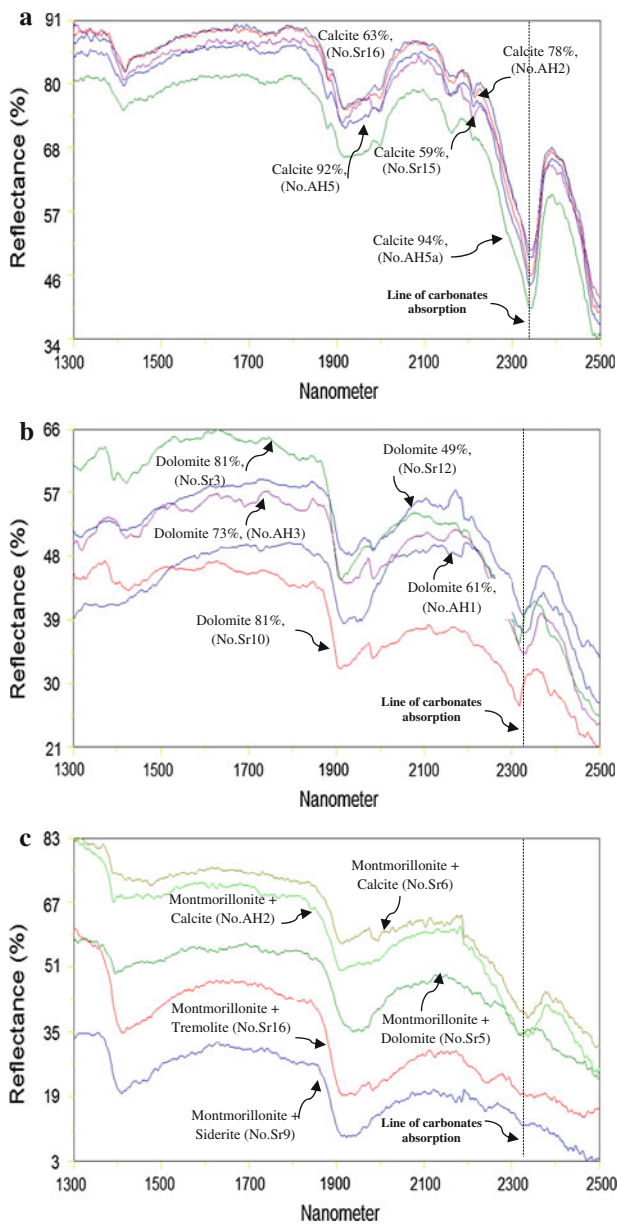 a
91
80
68
57
46
34
Reflectance (%)
Calcite 63%,
(No.Sr16)
Calcite 78%,
(No.AH2)
Calcite 92%,
(No.AH5)
Calcite 59%,
(No.Sr15)
Calcite 94%,
(No.AH5a)
Line of carbonates
absorption
1300 1500 1700 1900 2100 2300 2500
Nanometer
b
66
57
48
39
30
21
Reflectance (%)
Dolomite 81%,
(No.Sr3)
Dolomite 49%,
(No.Sr12)
Dolomite 73%, (No.AH3)
Dolomite 61%,
(No.AH1)
Dolomite 81%,
(No.Sr10)
Line of carbonates
absorption
1300 1500 1700 1900 2100 2300 2500
Nanometer
c
83
67
51
35
19
3
Reflectance (%)
Montmorillonite +
Calcite (No.Sr6)
Montmorillonite +
Calcite (No.AH2)
Montmorillonite +
Tremolite (No.Sr16)
Montmorillonite +
Dolomite (No.Sr5)
Montmorillonite +
Siderite (No.Sr9)
Line of carbonates
absorption
1300 1500 1700 1900 2100 2300 2500
Nanometer